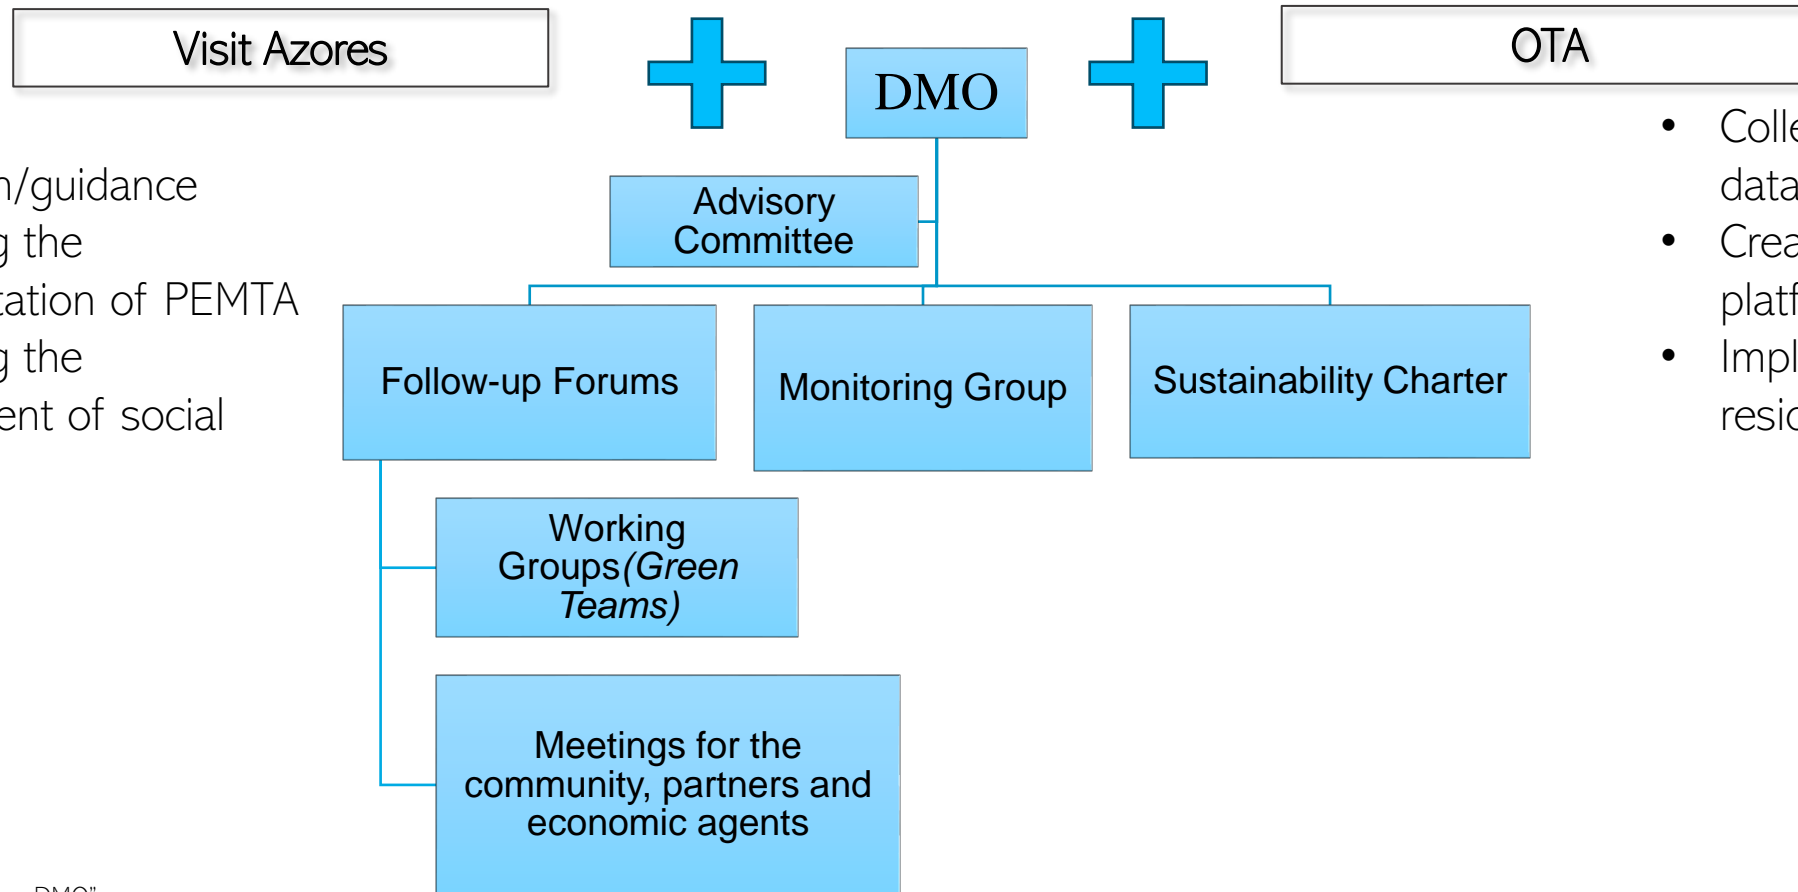 Visit Azores
DMO
OTA
/guidance
the
tation of PEMTA
the
ent of social
Advisory
Committee
Follow-up Forums
Monitoring Group
Sustainability Charter
Working
Groups(Green
Teams)
Meetings for the
community, partners and
economic agents
• Colle
data
• Crea
platf
• Impl
resid
DMO”